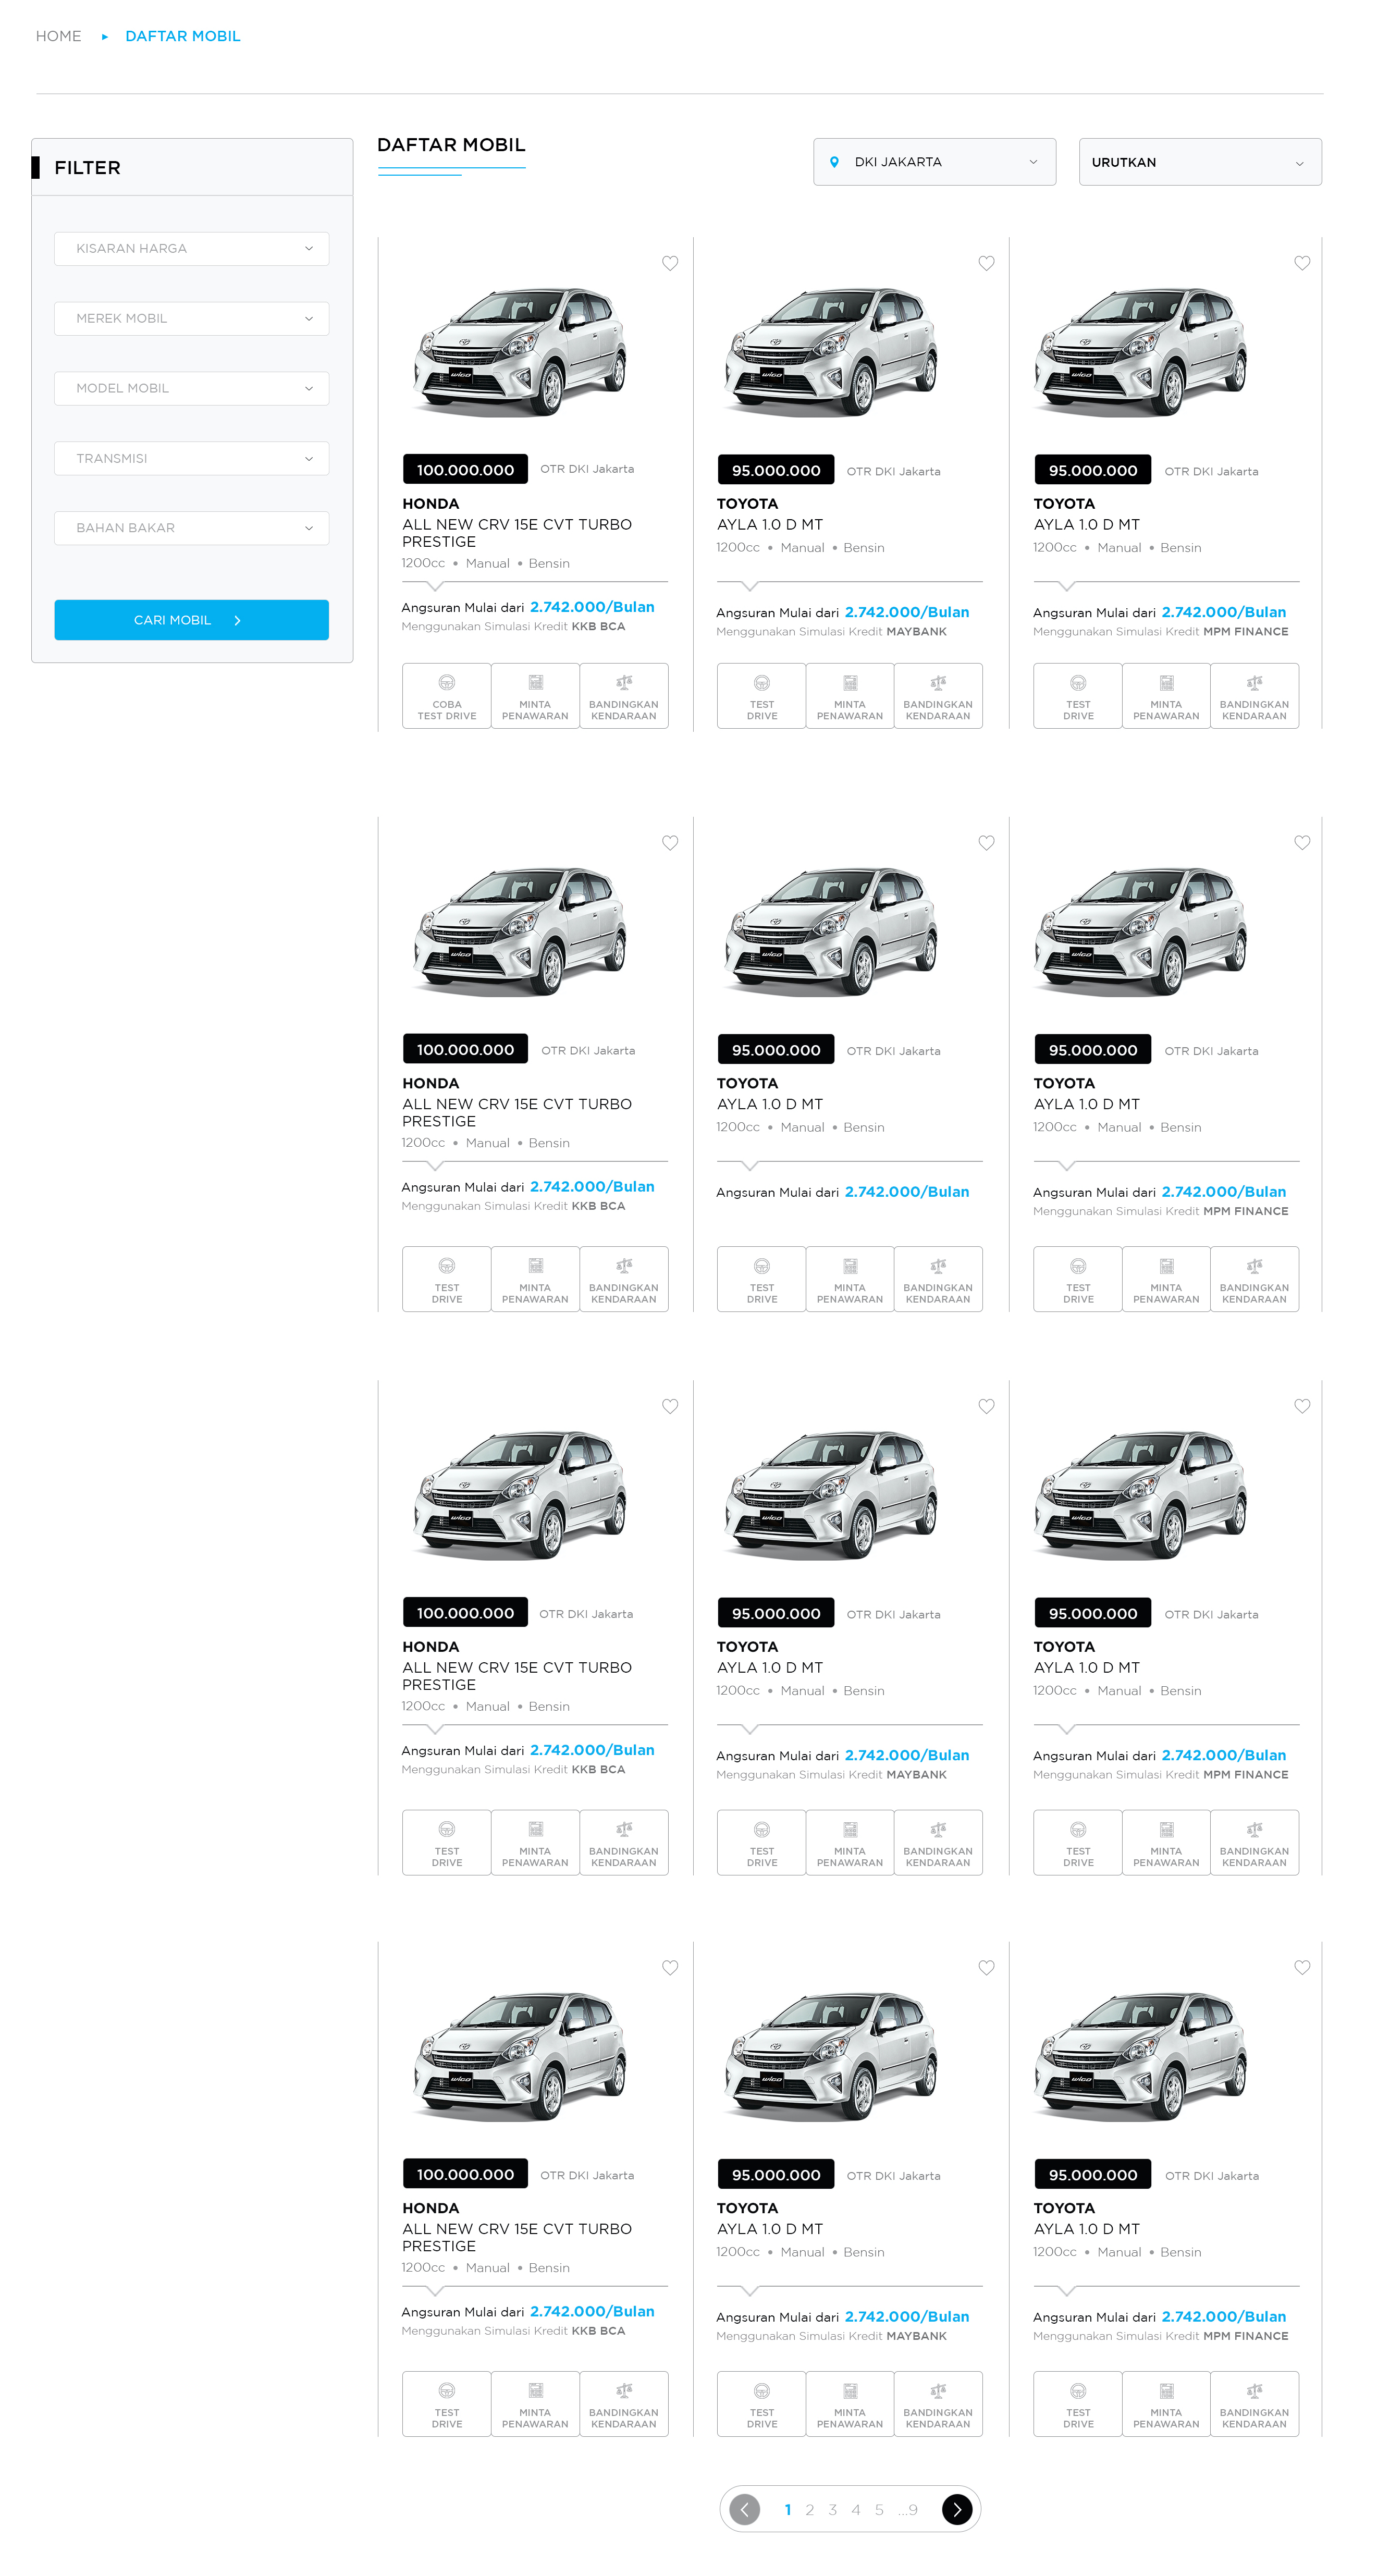 HOME ▸ DAFTAR MOBIL
FILTER
KISARAN HARGA
MEREK MOBIL
MODEL MOBIL
TRANSMISI
BAHAN BAKAR
CARI MOBIL
DAFTAR MOBIL
DKI JAKARTA
URUTKAN
WIGO
100.000.000 OTR DKI Jakarta
HONDA
ALL NEW CRV 15E CVT TURBO
PRESTIGE
1200cc • Manual • Bensin
Angsuran Mulai dari 2.742.000/Bulan
Menggunakan Simulasi Kredit KKB BCA
COBA
TEST DRIVE
MINTA
PENAWARAN
BANDINGKAN
KENDARAAN
WIGO
95.000.000 OTR DKI Jakarta
TOYOTA
AYLA 1.0 D MT
1200cc • Manual • Bensin
Angsuran Mulai dari 2.742.000/Bulan
Menggunakan Simulasi Kredit MAYBANK
TEST
DRIVE
MINTA
PENAWARAN
BANDINGKAN
KENDARAAN
WIGO
95.000.000 OTR DKI Jakarta
TOYOTA
AYLA 1.0 D MT
1200cc • Manual • Bensin
Angsuran Mulai dari 2.742.000/Bulan
Menggunakan Simulasi Kredit MPM FINANCE
TEST
DRIVE
MINTA
PENAWARAN
BANDINGKAN
KENDARAAN
WIGO
100.000.000 OTR DKI Jakarta
HONDA
ALL NEW CRV 15E CVT TURBO
PRESTIGE
1200cc • Manual • Bensin
Angsuran Mulai dari 2.742.000/Bulan
Menggunakan Simulasi Kredit KKB BCA
TEST
DRIVE
MINTA
PENAWARAN
BANDINGKAN
KENDARAAN
WIGO
95.000.000 OTR DKI Jakarta
TOYOTA
AYLA 1.0 D MT
1200cc • Manual • Bensin
Angsuran Mulai dari 2.742.000/Bulan
TEST
DRIVE
MINTA
PENAWARAN
BANDINGKAN
KENDARAAN
WIGO
95.000.000 OTR DKI Jakarta
TOYOTA
AYLA 1.0 D MT
1200cc • Manual • Bensin
Angsuran Mulai dari 2.742.000/Bulan
Menggunakan Simulasi Kredit MPM FINANCE
TEST
DRIVE
MINTA
PENAWARAN
BANDINGKAN
KENDARAAN
WIGO
100.000.000 OTR DKI Jakarta
HONDA
ALL NEW CRV 15E CVT TURBO
PRESTIGE
1200cc • Manual • Bensin
Angsuran Mulai dari 2.742.000/Bulan
Menggunakan Simulasi Kredit KKB BCA
TEST
DRIVE
MINTA
PENAWARAN
BANDINGKAN
KENDARAAN
WIGO
95.000.000 OTR DKI Jakarta
TOYOTA
AYLA 1.0 D MT
1200cc • Manual • Bensin
Angsuran Mulai dari 2.742.000/Bulan
Menggunakan Simulasi Kredit MAYBANK
TEST
DRIVE
MINTA
PENAWARAN
BANDINGKAN
KENDARAAN
WIGO
95.000.000 OTR DKI Jakarta
TOYOTA
AYLA 1.0 D MT
1200cc • Manual • Bensin
Angsuran Mulai dari 2.742.000/Bulan
Menggunakan Simulasi Kredit MPM FINANCE
TEST
DRIVE
MINTA
PENAWARAN
BANDINGKAN
KENDARAAN
WIGO
100.000.000 OTR DKI Jakarta
HONDA
ALL NEW CRV 15E CVT TURBO
PRESTIGE
1200cc • Manual • Bensin
Angsuran Mulai dari 2.742.000/Bulan
Menggunakan Simulasi Kredit KKB BCA
TEST
DRIVE
MINTA
PENAWARAN
BANDINGKAN
KENDARAAN
WIGO
95.000.000 OTR DKI Jakarta
TOYOTA
AYLA 1.0 D MT
1200cc • Manual • Bensin
Angsuran Mulai dari 2.742.000/Bulan
Menggunakan Simulasi Kredit MAYBANK
TEST
DRIVE
MINTA
PENAWARAN
BANDINGKAN
KENDARAAN
WIGO
95.000.000 OTR DKI Jakarta
TOYOTA
AYLA 1.0 D MT
1200cc • Manual • Bensin
Angsuran Mulai dari 2.742.000/Bulan
Menggunakan Simulasi Kredit MPM FINANCE
TEST
DRIVE
MINTA
PENAWARAN
BANDINGKAN
KENDARAAN
1 2 3 4 5 ...9